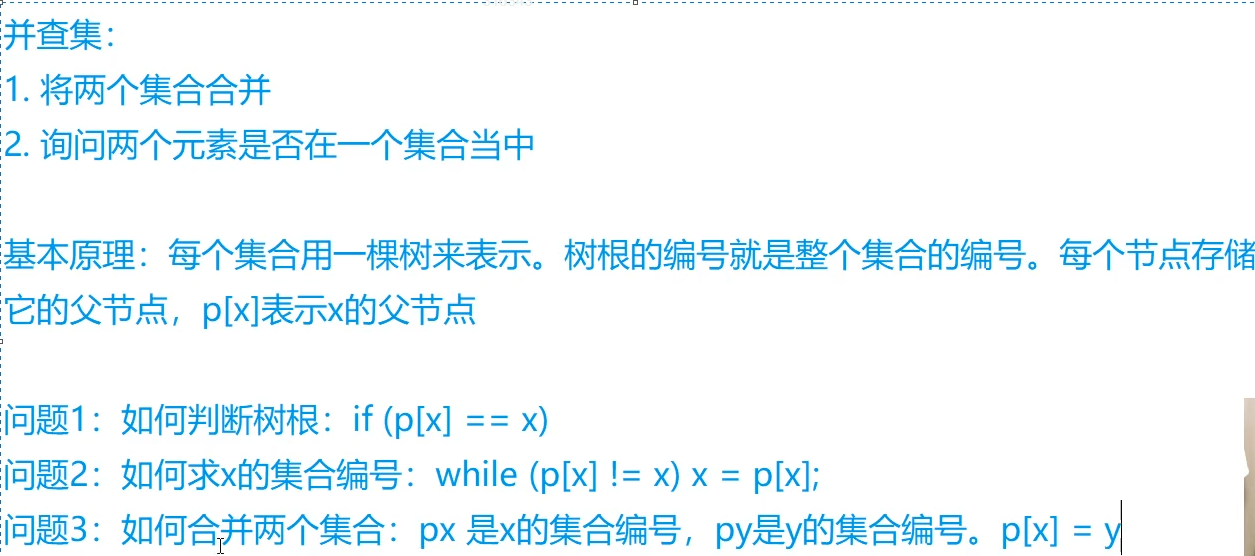 并查集：
1. 将两个集合合并
2. 询问两个元素是否在一个集合当中
基本原理：每个集合用一棵树来表示。树根的编号就是整个集合的编号。每个节点存储
它的父节点，p[x]表示x的父节点
问题1：如何判断树根：if (p[x] == x)
问题2：如何求x的集合编号：while (p[x] != x) x = p[x];
问题3：如何合并两个集合：px 是x的集合编号，py是y的集合编号。p[x] = y